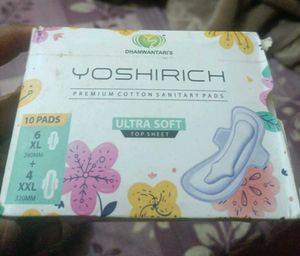 DHANWANTARI'S
YOSHIRICH
PREMIUM COTTON SANITARY PADS
ULTRA SOFT
TOP SHEET
10 PADS
6
XL
280MM
+
4
XXL
320MM